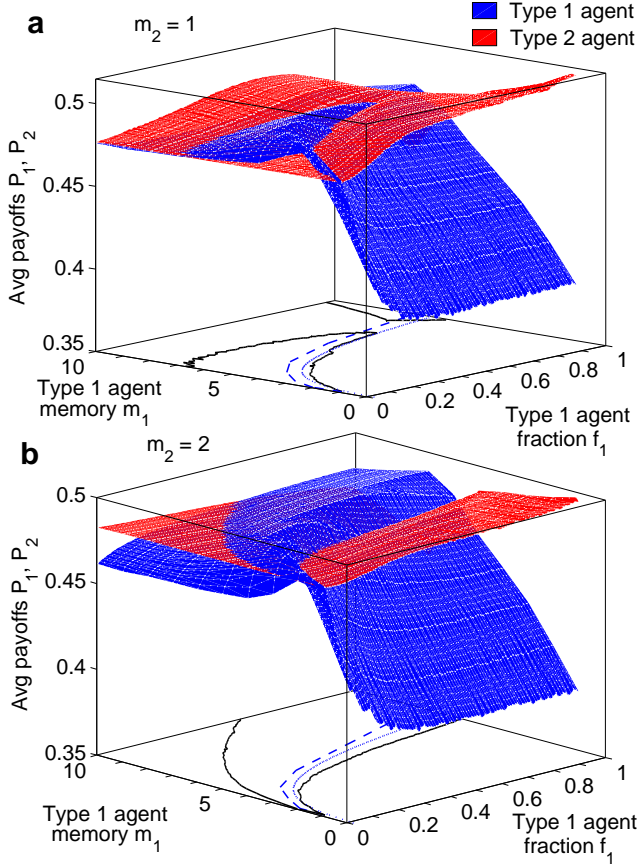 a
m2 = 1
Type 1 agent
Type 2 agent
0.5
0.45
0.4
0.35
Avg payoffs P1, P2
10
5
0
Type 1 agent
memory m1
0
0.2
0.4
0.6
0.8
1
Type 1 agent
fraction f1
b
m2 = 2
0.5
0.45
0.4
0.35
Avg payoffs P1, P2
10
5
0
Type 1 agent
memory m1
0
0.2
0.4
0.6
0.8
1
Type 1 agent
fraction f1